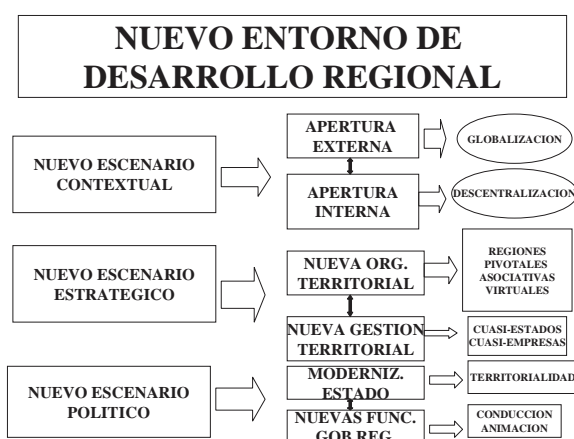 NUEVO ENTORNO DE
DESARROLLO REGIONAL
NUEVO ESCENARIO
CONTEXTUAL
APERTURA
EXTERNA
GLOBALIZACION
APERTURA
INTERNA
DESCENTRALIZACION
NUEVO ESCENARIO
ESTRATEGICO
NUEVA ORG.
TERRITORIAL
REGIONES
PIVOTALES
ASOCIATIVAS
VIRTUALES
NUEVA GESTION
TERRITORIAL
CUASI-ESTADOS
CUASI-EMPRESAS
NUEVO ESCENARIO
POLITICO
MODERNIZ.
ESTADO
TERRITORIALIDAD
NUEVAS FUNC.
GOB.REG.
CONDUCCION
ANIMACION